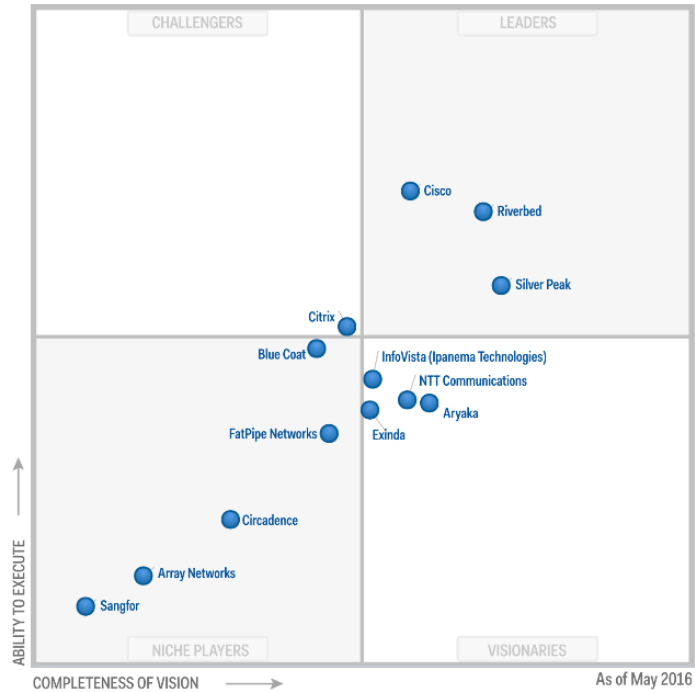 CHALLENGERS
LEADERS
Cisco
Riverbed
Silver Peak
Citrix
Blue Coat
InfoVista (Ipanema Technologies)
NTT Communications
Aryaka
Exinda
FatPipe Networks
Circadence
Array Networks
Sangfor
NICHE PLAYERS
VISIONARIES
ABILITY TO EXECUTE
COMPLETENESS OF VISION
As of May 2016